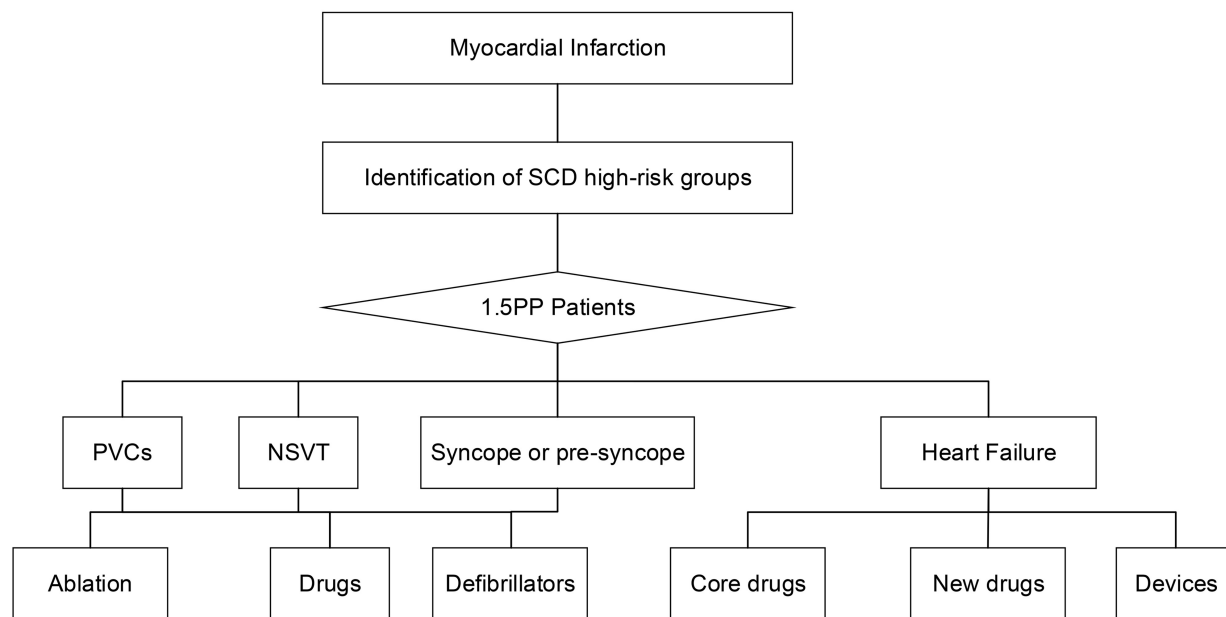 Myocardial Infarction
Identification of SCD high-risk groups
1.5PP Patients
PVCs
NSVT
Syncope or pre-syncope
Heart Failure
Ablation
Drugs
Defibrillators
Core drugs
New drugs
Devices